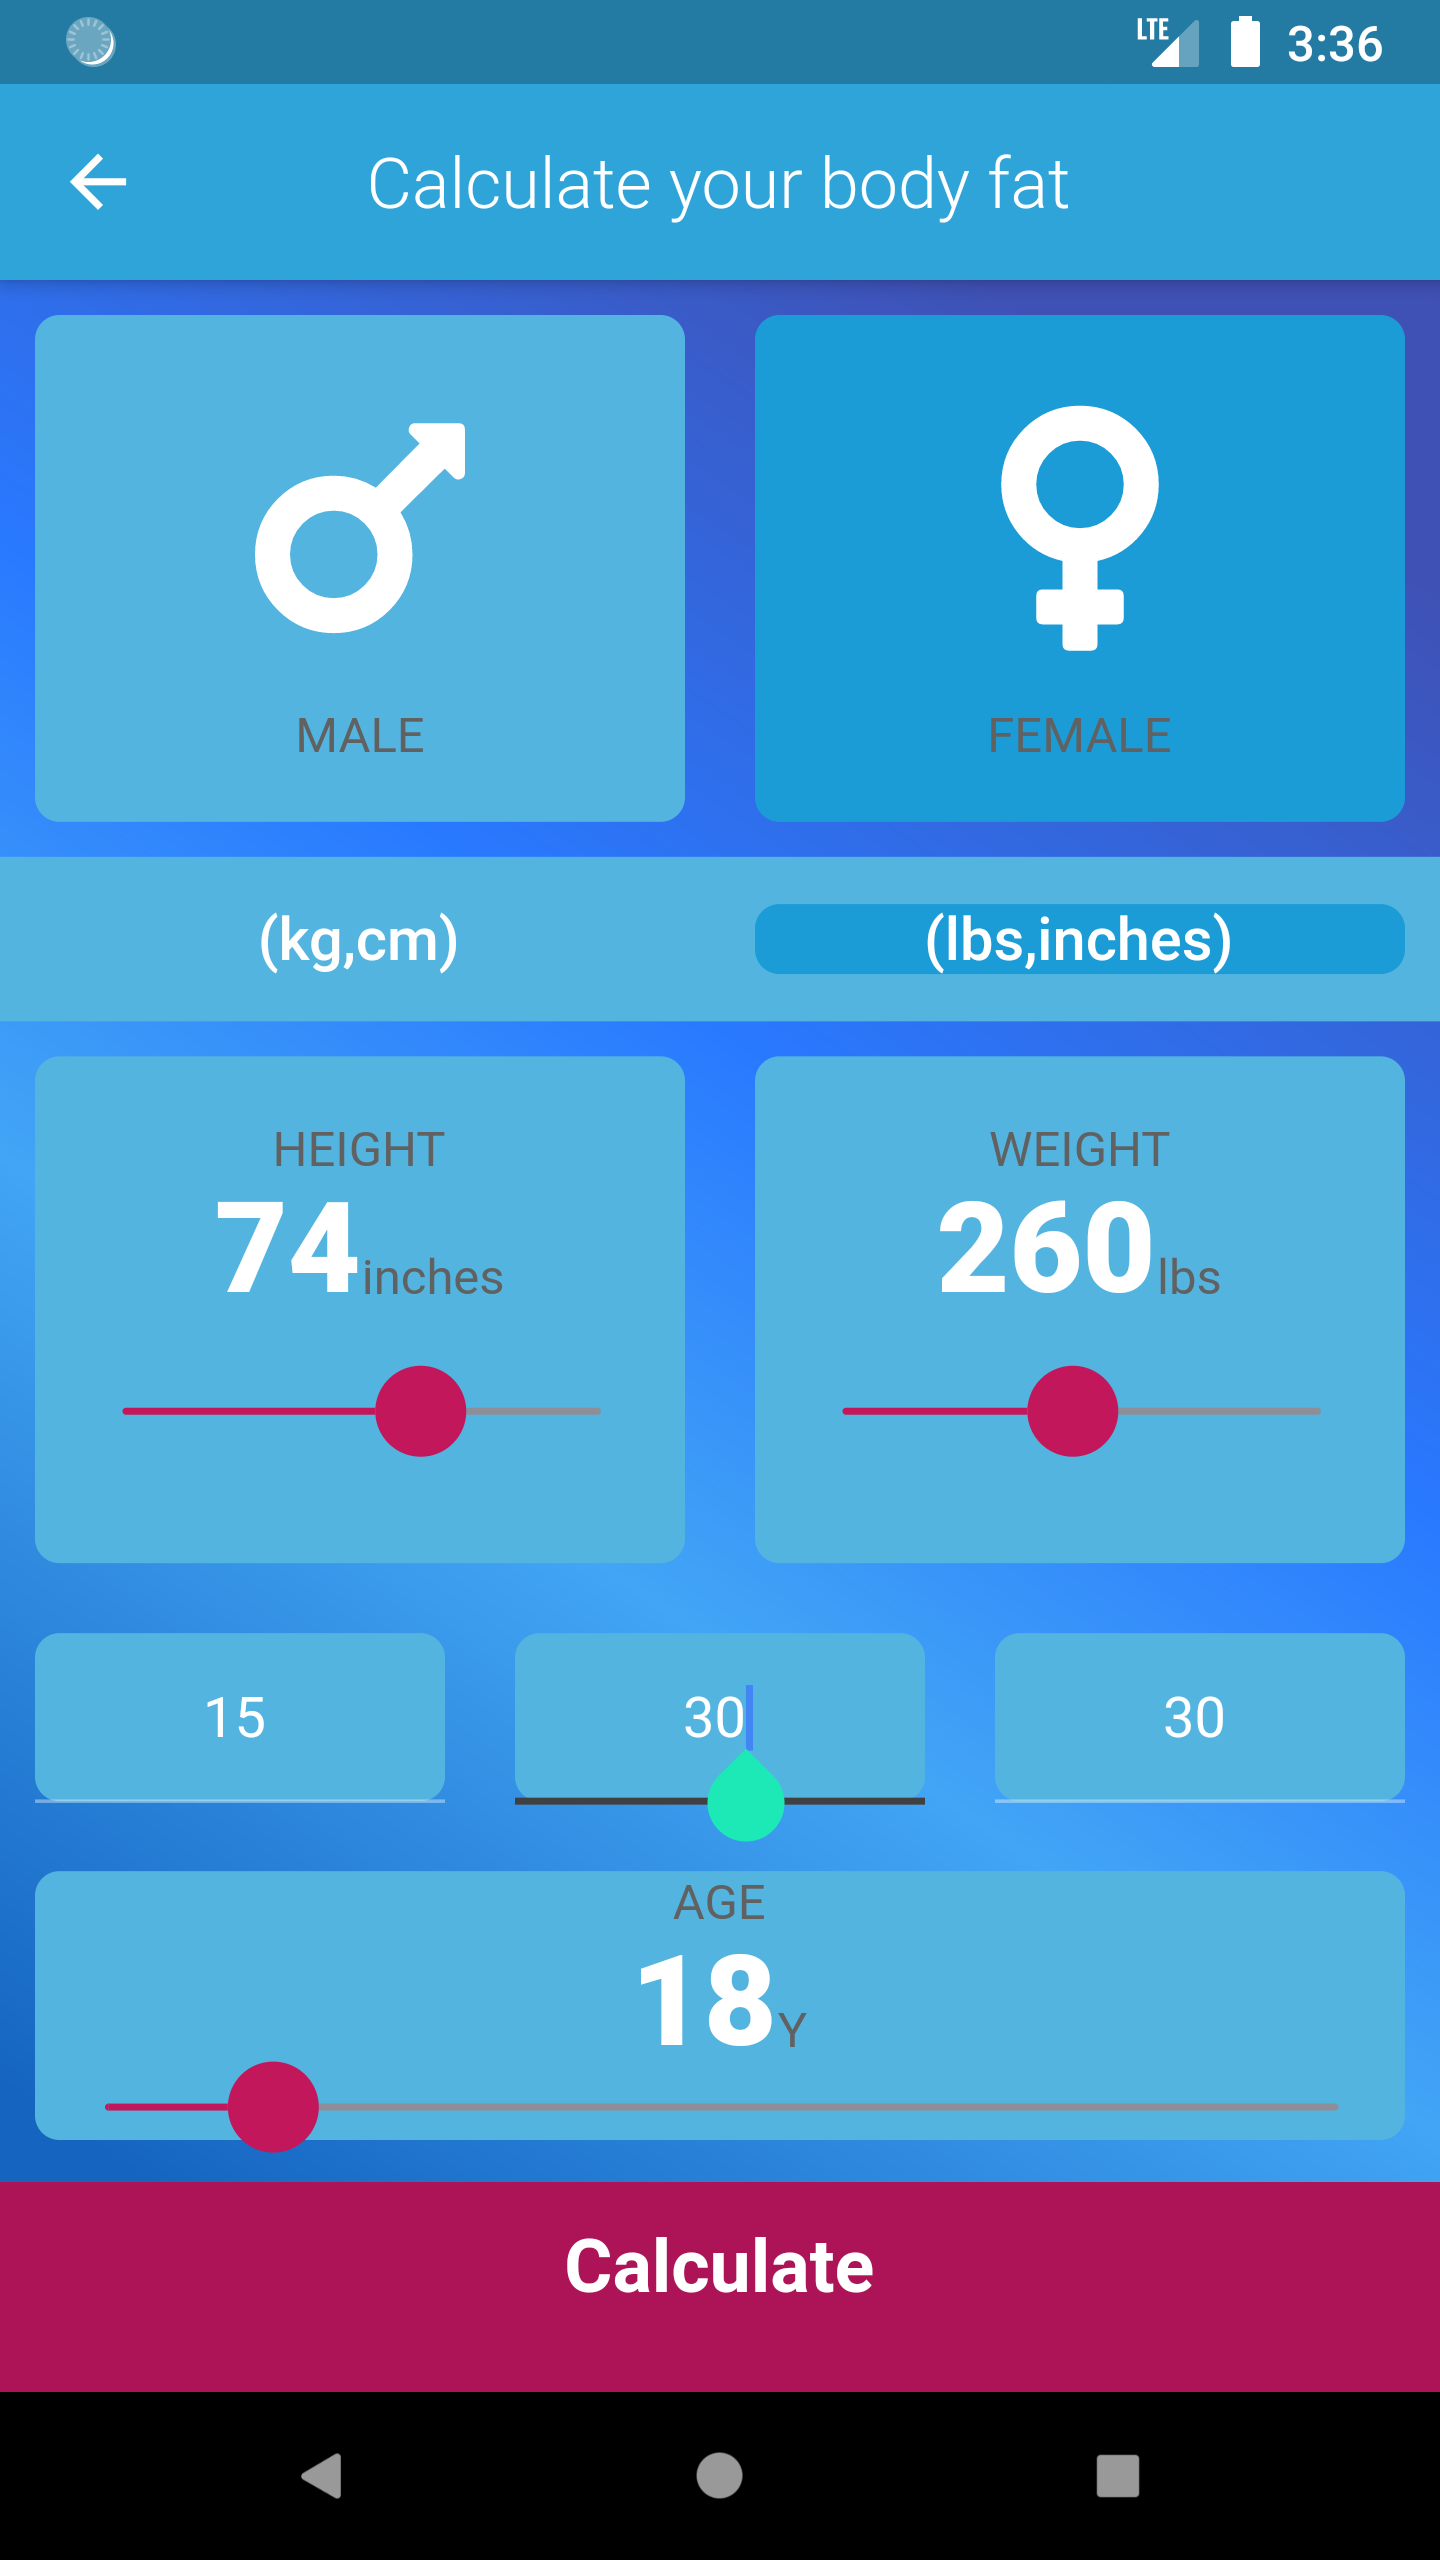 LTE 3:36
Calculate your body fat
MALE
FEMALE
(kg,cm)
(lbs,inches)
HEIGHT
74inches
WEIGHT
260lbs
15
30
30
AGE
18Y
Calculate